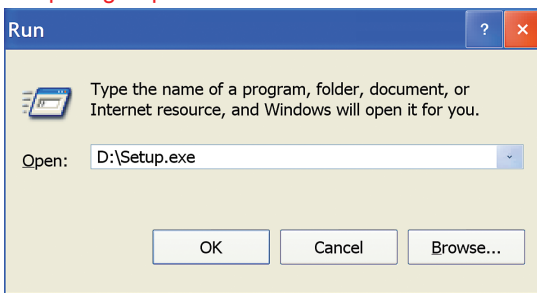 Run
?
×
Type the name of a program, folder, document, or
Internet resource, and Windows will open it for you.
Open:
D:\Setup.exe
OK
Cancel
Browse...